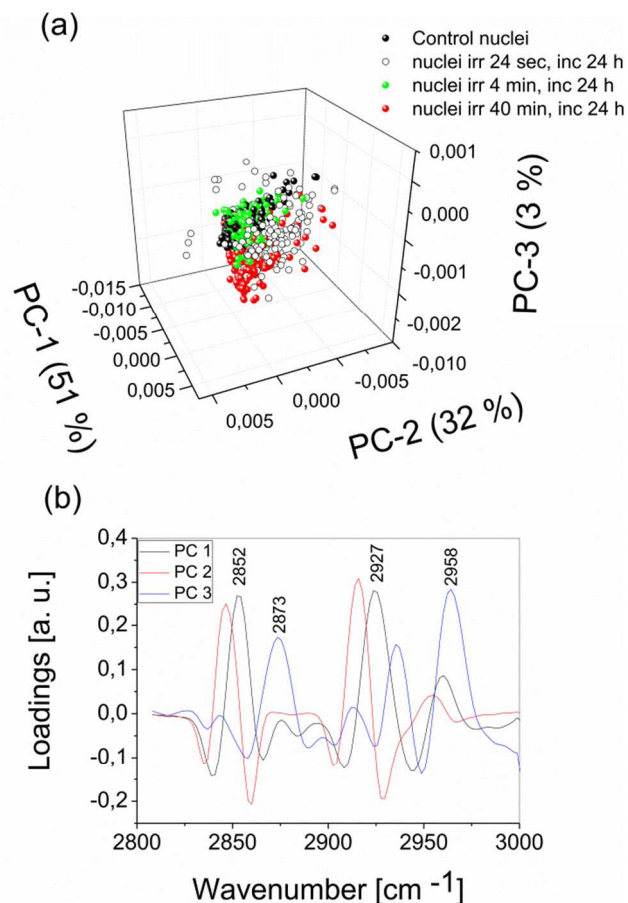 (a)
Control nuclei
nuclei irr 24 sec, inc 24 h
nuclei irr 4 min, inc 24 h
nuclei irr 40 min, inc 24 h
0,001
0,000
-0,001
-0,002
PC-3 (3 %)
-0,015
-0,010
-0,005
0,000
0,005
PC-1 (51 %)
-0,010
-0,005
0,000
0,005
PC-2 (32 %)
(b)
PC 1
PC 2
PC 3
2852
2873
2927
2958
0,4
0,3
0,2
0,1
0,0
-0,1
-0,2
Loadings [a. u.]
2800 2850 2900 2950 3000
Wavenumber [cm -1]